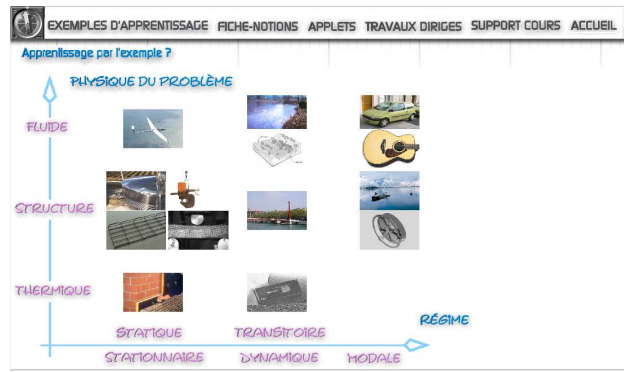 EXEMPLES D'APPRENTISSAGE FICHE-NOTIONS APPLETS TRAVAUX DIRIGES SUPPORT COURS ACCUEIL
Apprentissage par l'exemple ?
PHYSIQUE DU PROBLÈME
FLUIDE
STRUCTURE
THERMIQUE
RÉGIME
STATIQUE TRANSITOIRE
STATIONNAIRE DYNAMIQUE MODALE